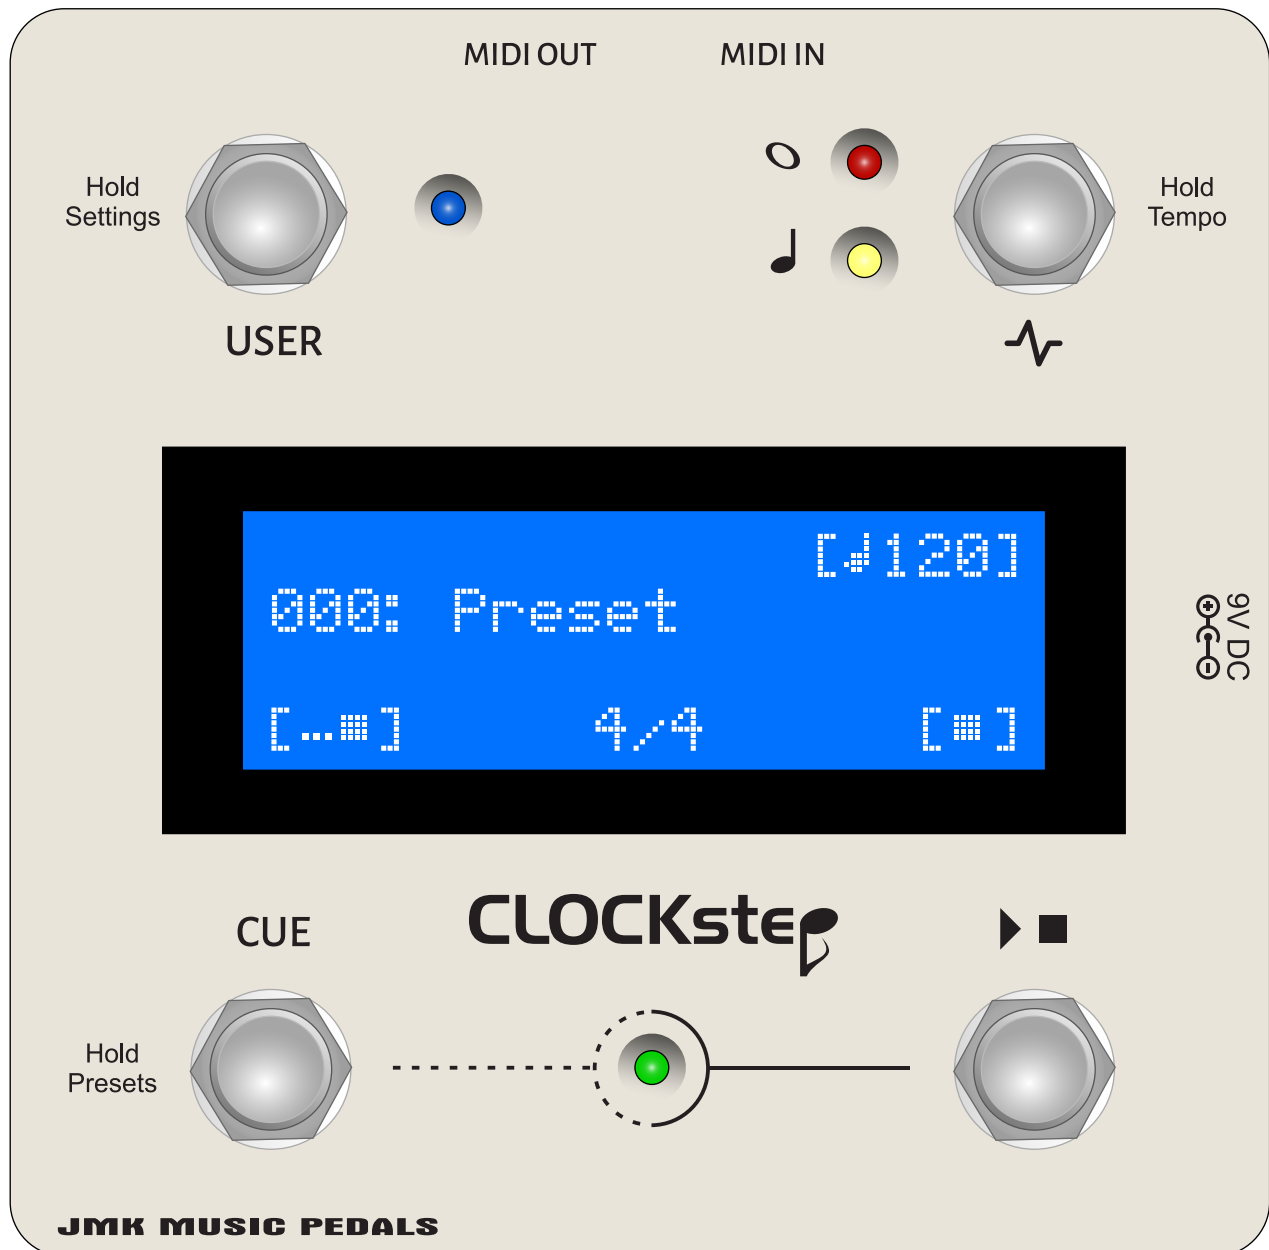 MIDI OUT MIDI IN
Hold
Settings
Hold
Tempo
USER
[♩120]
000: Preset
[...■] 4/4 [■]
9V DC
CUE
CLOCKstep
Hold
Presets
JMK MUSIC PEDALS